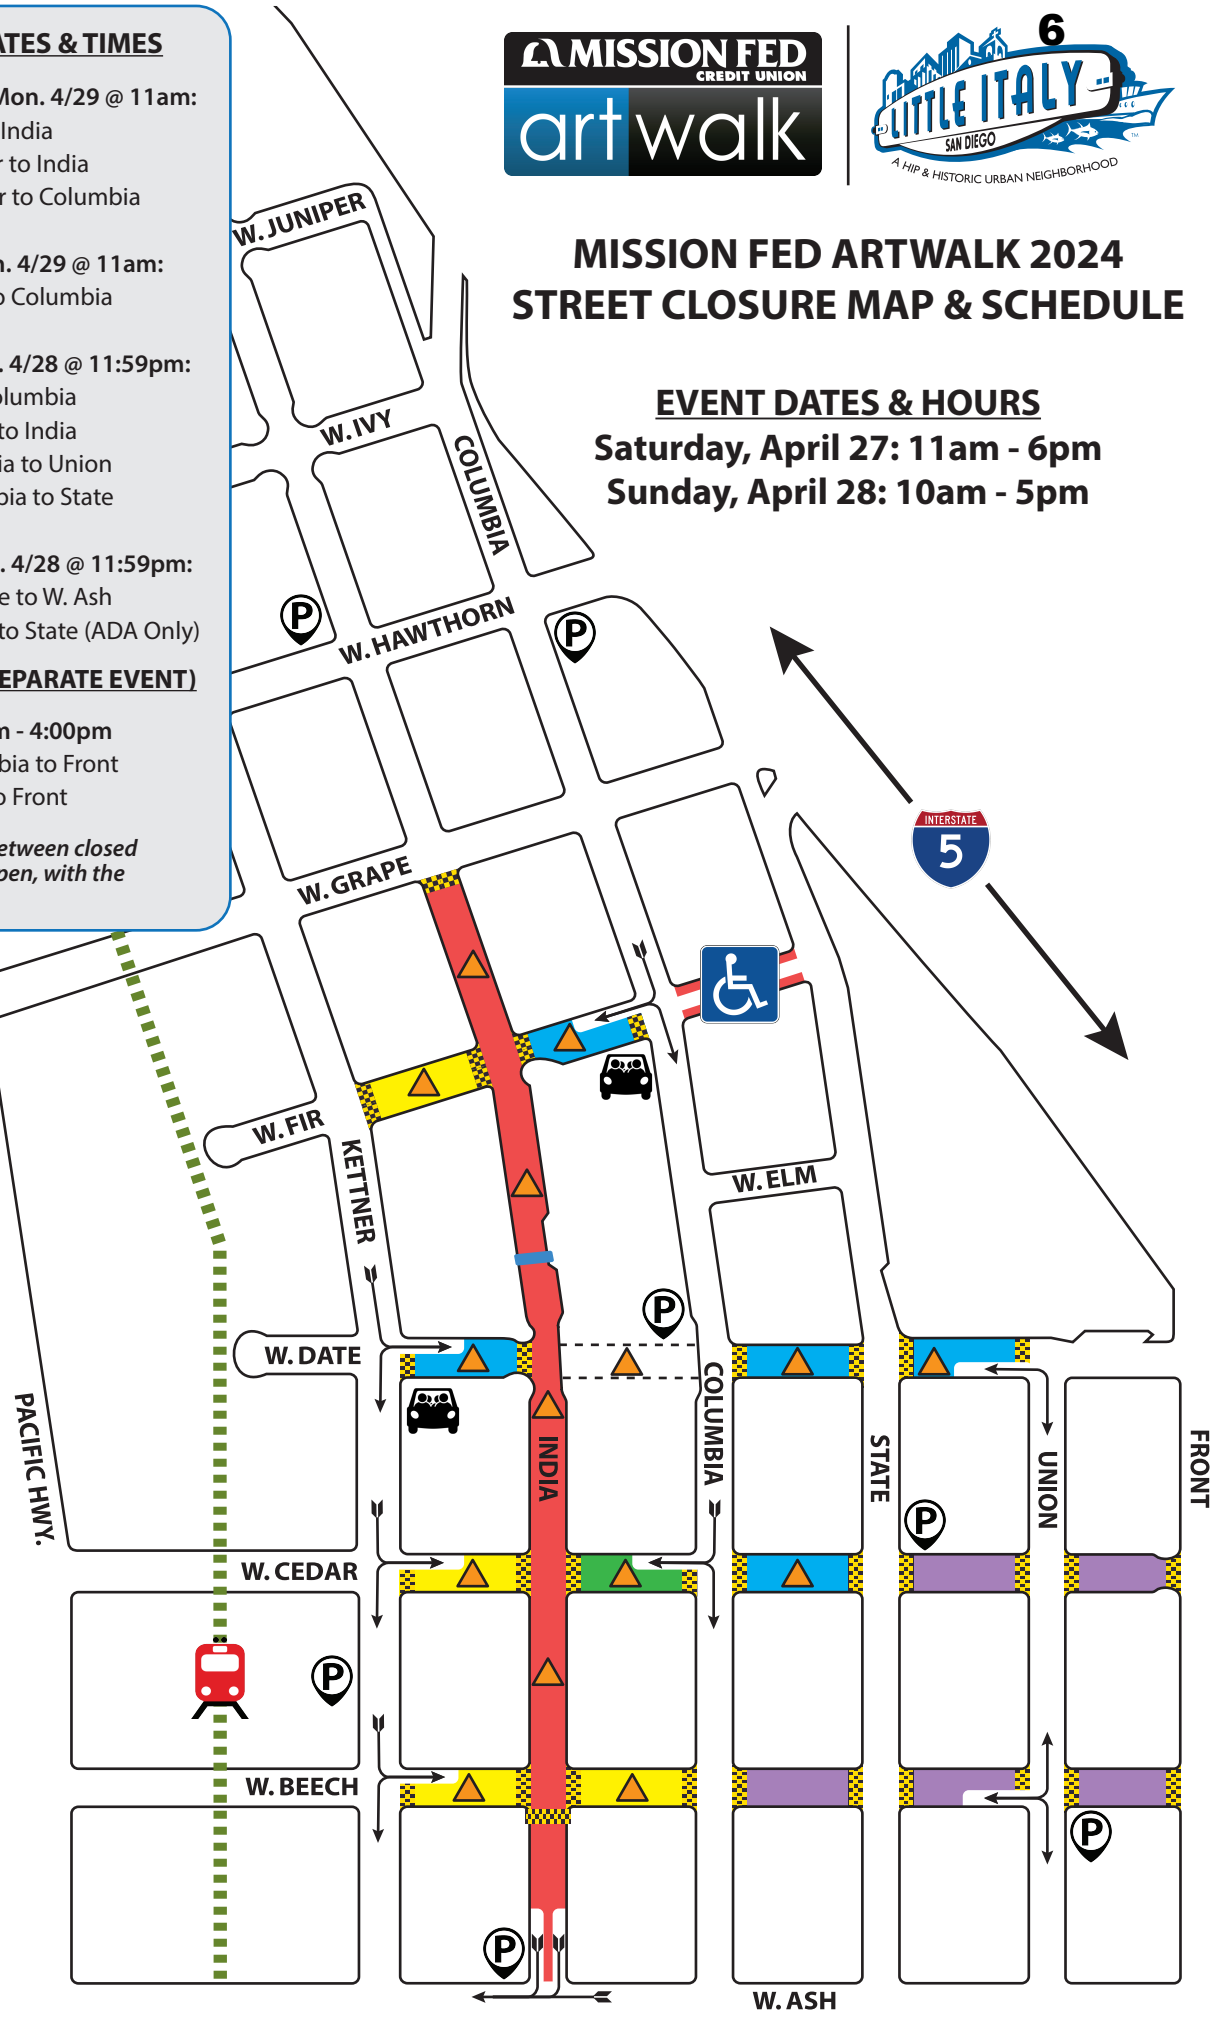 ATES & TIMES
Mon. 4/29 @ 11am:
India
r to India
r to Columbia
n. 4/29 @ 11am:
o Columbia
. 4/28 @ 11:59pm:
olumbia
to India
ia to Union
bia to State
. 4/28 @ 11:59pm:
e to W. Ash
to State (ADA Only)
EPARATE EVENT)
m - 4:00pm
bia to Front
o Front
etween closed
pen, with the
MISSION FED
CREDIT UNION
art walk
6
LITTLE ITALY
SAN DIEGO
TM
A HIP & HISTORIC URBAN NEIGHBORHOOD
MISSION FED ARTWALK 2024
STREET CLOSURE MAP & SCHEDULE
EVENT DATES & HOURS
Saturday, April 27: 11am - 6pm
Sunday, April 28: 10am - 5pm
W. JUNIPER
W. IVY
COLUMBIA
W. HAWTHORN
P
P
INTERSTATE
5
W. GRAPE
W. FIR
KETTNER
W. ELM
P
W. DATE
COLUMBIA
PACIFIC HWY.
INDIA
STATE
UNION
FRONT
P
W. CEDAR
P
W. BEECH
P
P
W. ASH